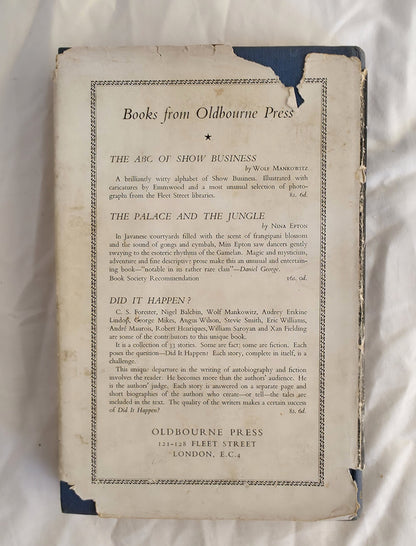 Books from Oldbourne Press
★
THE ABC OF SHOW BUSINESS
by Wolf Mankowitz
A brilliantly witty alphabet of Show Business. Illustrated with
caricatures by Emmwood and a most unusual selection of photo-
graphs from the Fleet Street libraries. 8s. 6d.
THE PALACE AND THE JUNGLE
by Nina Epton
In Javanese courtyards filled with the scent of frangipani blossom
and the sound of gongs and cymbals, Miss Epton saw dancers gently
swaying to the esoteric rhythms of the Gamelan. Magic and mysticism,
adventure and fine descriptive prose make this an unusual and entertain-
ing book—"notable in its rather rare class"—Daniel George.
Book Society Recommendation 16s. 0d.
DID IT HAPPEN?
C. S. Forester, Nigel Balchin, Wolf Mankowitz, Audrey Erskine
Lindop, George Mikes, Angus Wilson, Stevie Smith, Eric Williams,
André Maurois, Robert Henriques, William Saroyan and Xan Fielding
are some of the contributors to this unique book.
It is a collection of 33 stories. Some are fact; some are fiction. Each
poses the question—Did It Happen? Each story, complete in itself, is a
challenge.
This unique departure in the writing of autobiography and fiction
involves the reader. He becomes more than the authors' audience. He
is the authors' judge. Each story is answered on a separate page and
short biographies of the authors who create—or tell—the tales are
included in the text. The quality of the writers makes a certain success
of Did It Happen? 8s. 6d.
OLDBOURNE PRESS
121-128 FLEET STREET
LONDON, E.C.4